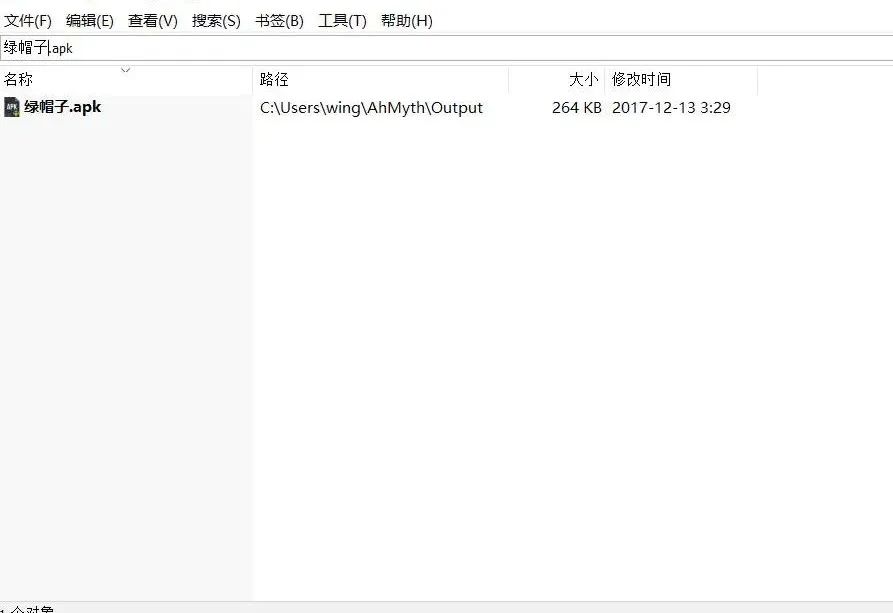 文件(F) 编辑(E) 查看(V) 搜索(S) 书签(B) 工具(T) 帮助(H)
绿帽子.apk
名称 路径 大小 修改时间
绿帽子.apk C:\Users\wing\AhMyth\Output 264 KB 2017-12-13 3:29
1 个对象